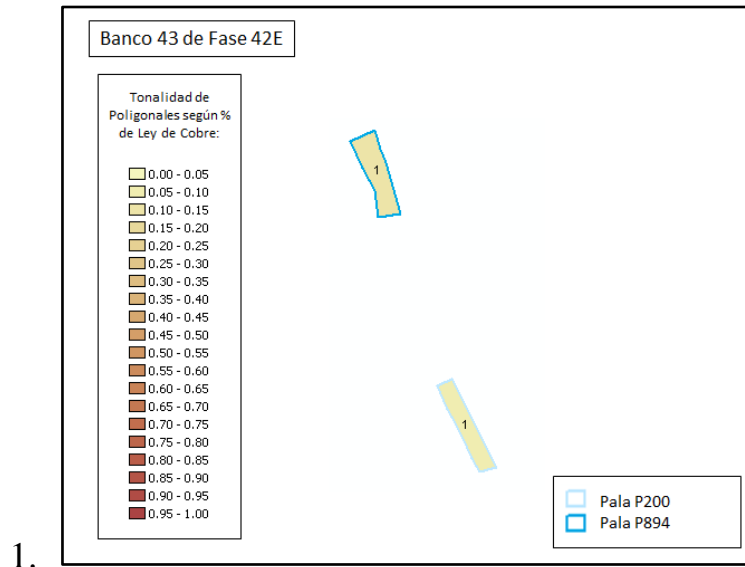 Banco 43 de Fase 42E
Tonalidad de
Poligonales según %
de Ley de Cobre:
0.00 - 0.05
0.05 - 0.10
0.10 - 0.15
0.15 - 0.20
0.20 - 0.25
0.25 - 0.30
0.30 - 0.35
0.35 - 0.40
0.40 - 0.45
0.45 - 0.50
0.50 - 0.55
0.55 - 0.60
0.60 - 0.65
0.65 - 0.70
0.70 - 0.75
0.75 - 0.80
0.80 - 0.85
0.85 - 0.90
0.90 - 0.95
0.95 - 1.00
1
1
Pala P200
Pala P894
1.